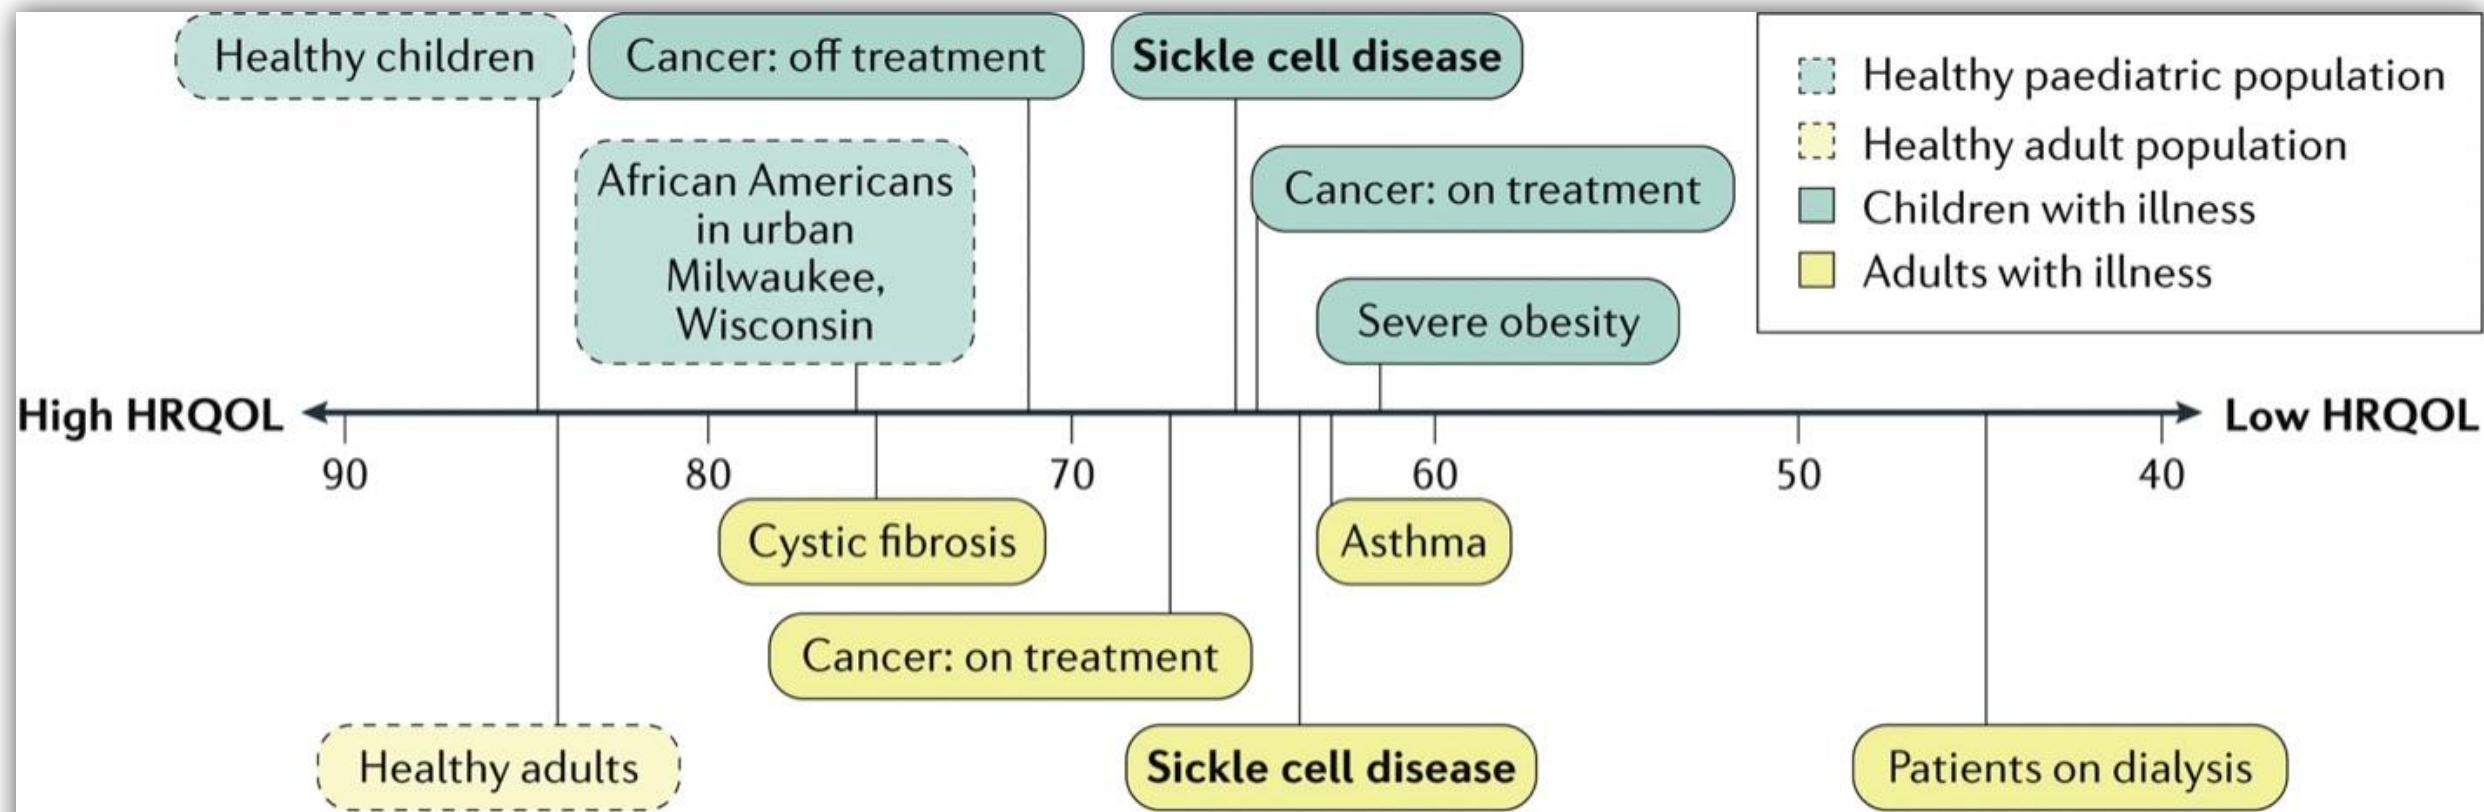 Healthy children
Cancer: off treatment
Sickle cell disease
Healthy paediatric population
Healthy adult population
Children with illness
Adults with illness
African Americans
in urban
Milwaukee,
Wisconsin
Cancer: on treatment
Severe obesity
High HRQOL
Low HRQOL
90
80
70
60
50
40
Cystic fibrosis
Asthma
Cancer: on treatment
Healthy adults
Sickle cell disease
Patients on dialysis